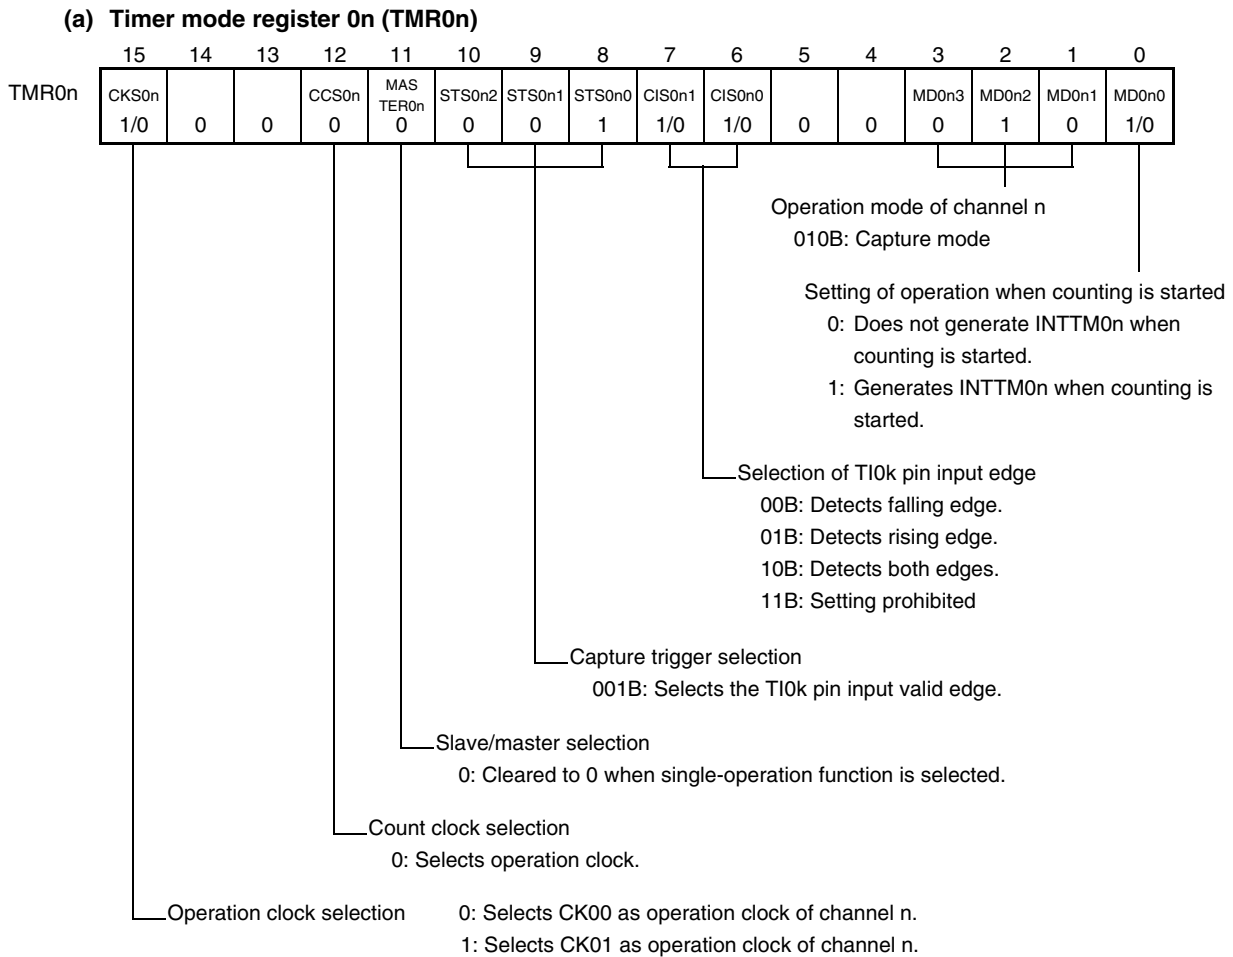 (a) Timer mode register 0n (TMR0n)
15 14 13 12 11 10 9 8 7 6 5 4 3 2 1 0
TMR0n CKS0n CCS0n MAS TER0n STS0n2 STS0n1 STS0n0 CIS0n1 CIS0n0 MD0n3 MD0n2 MD0n1 MD0n0
1/0 0 0 0 0 0 0 1 1/0 1/0 0 0 0 1 0 1/0
Operation mode of channel n
010B: Capture mode
Setting of operation when counting is started
0: Does not generate INTTM0n when
counting is started.
1: Generates INTTM0n when counting is
started.
Selection of TI0k pin input edge
00B: Detects falling edge.
01B: Detects rising edge.
10B: Detects both edges.
11B: Setting prohibited
Capture trigger selection
001B: Selects the TI0k pin input valid edge.
Slave/master selection
0: Cleared to 0 when single-operation function is selected.
Count clock selection
0: Selects operation clock.
Operation clock selection 0: Selects CK00 as operation clock of channel n.
1: Selects CK01 as operation clock of channel n.